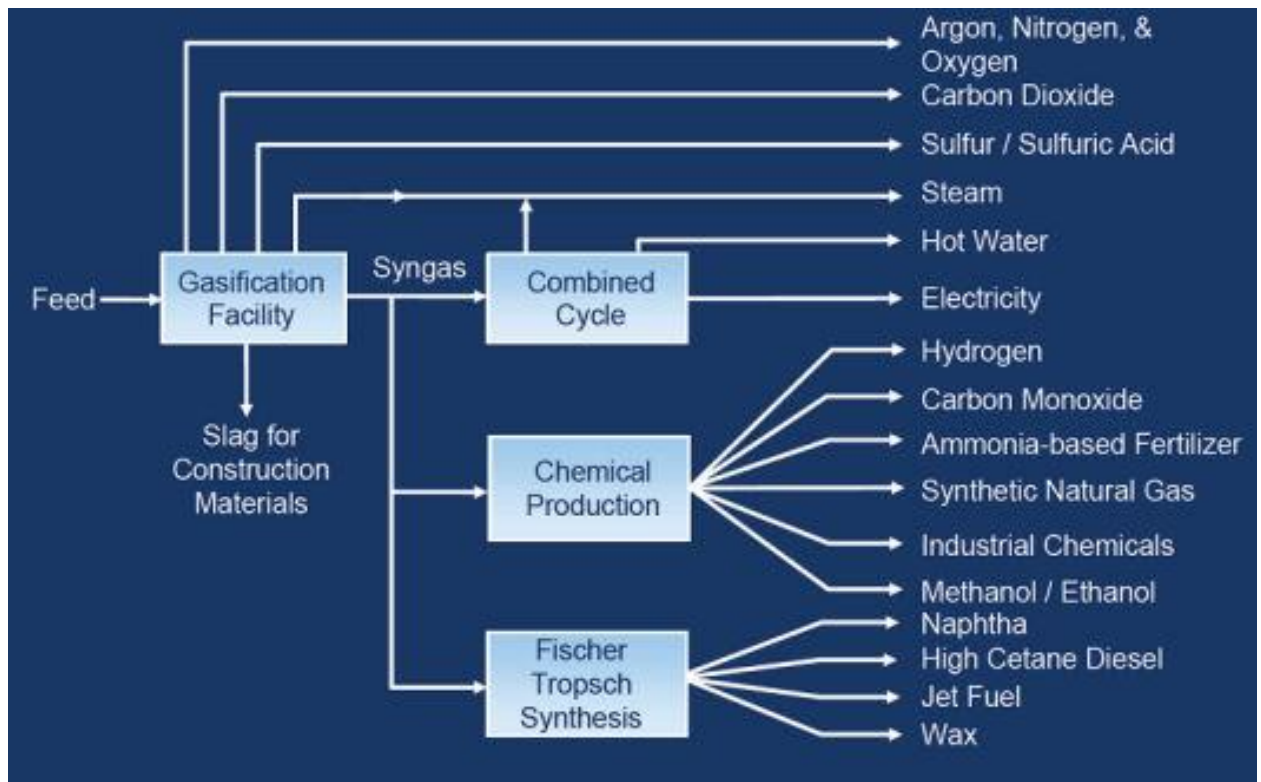 Argon, Nitrogen, &
Oxygen
Carbon Dioxide
Sulfur / Sulfuric Acid
Steam
Hot Water
Electricity
Hydrogen
Carbon Monoxide
Ammonia-based Fertilizer
Synthetic Natural Gas
Industrial Chemicals
Methanol / Ethanol
Naphtha
High Cetane Diesel
Jet Fuel
Wax
Feed
Gasification
Facility
Syngas
Combined
Cycle
Slag for
Construction
Materials
Chemical
Production
Fischer
Tropsch
Synthesis